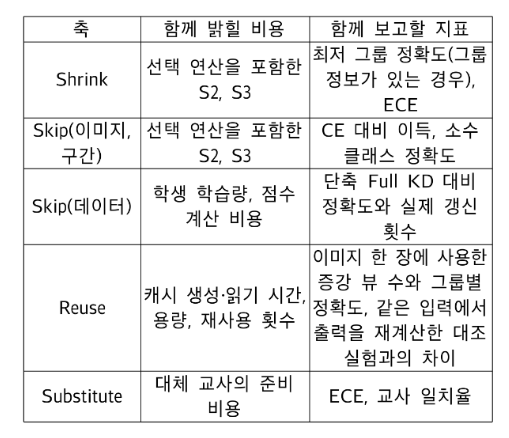 축 함께 밝힐 비용 함께 보고할 지표
Shrink
선택 연산을 포함한
S2, S3
최저 그룹 정확도(그룹
정보가 있는 경우),
ECE
Skip(이미지,
구간)
선택 연산을 포함한
S2, S3
CE 대비 이득, 소수
클래스 정확도
Skip(데이터)
학생 학습량, 점수
계산 비용
단축 Full KD 대비
정확도와 실제 갱신
횟수
Reuse
캐시 생성·읽기 시간,
용량, 재사용 횟수
이미지 한 장에 사용한
증강 뷰 수와 그룹별
정확도, 같은 입력에서
출력을 재계산한 대조
실험과의 차이
Substitute
대체 교사의 준비
비용
ECE, 교사 일치율